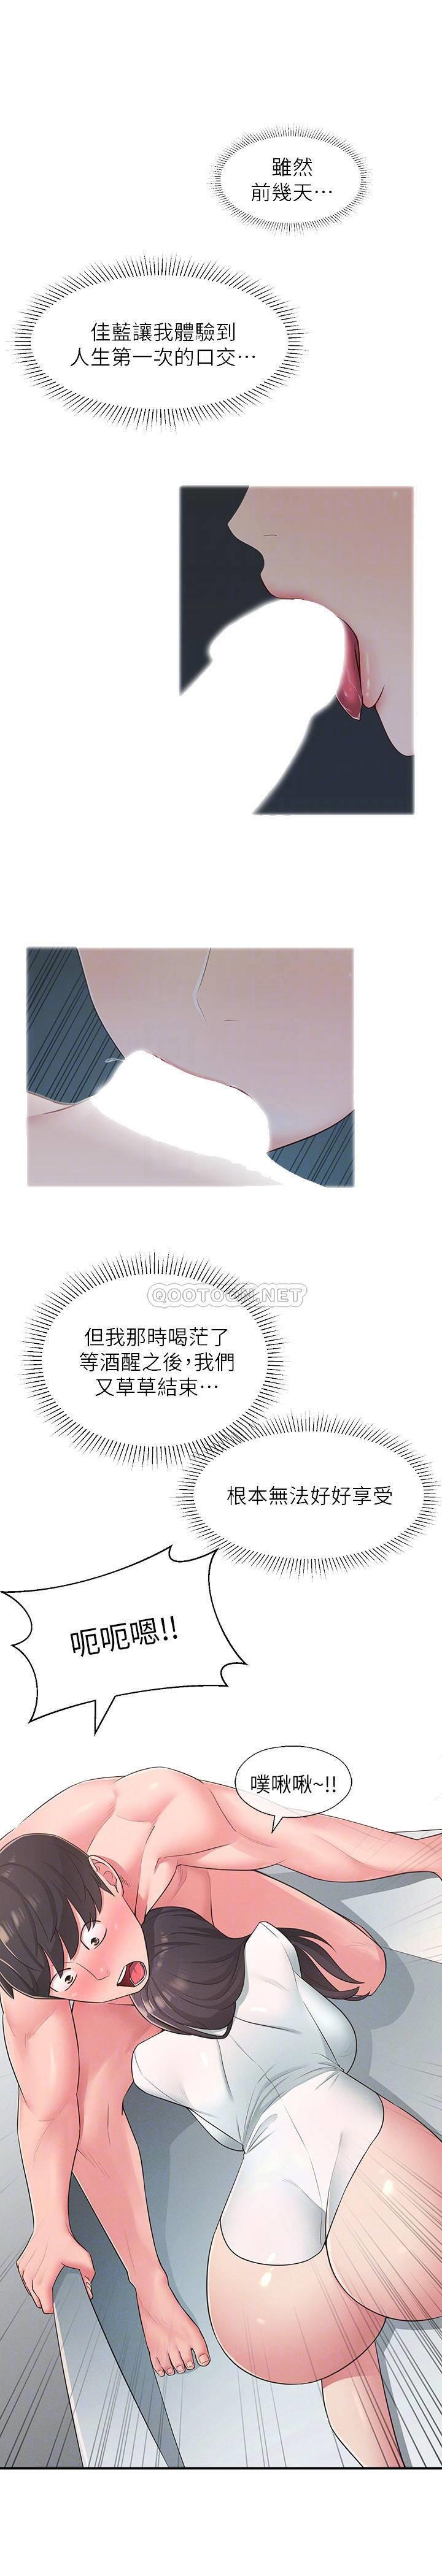 雖然
前幾天⋯
佳藍讓我體驗到
人生第一次的口交⋯
QOOTOON.NET
但我那時喝茫了
等酒醒之後，我們
又草草結束⋯
根本無法好好享受
呃呃嗯!!
噗啾啾~!!